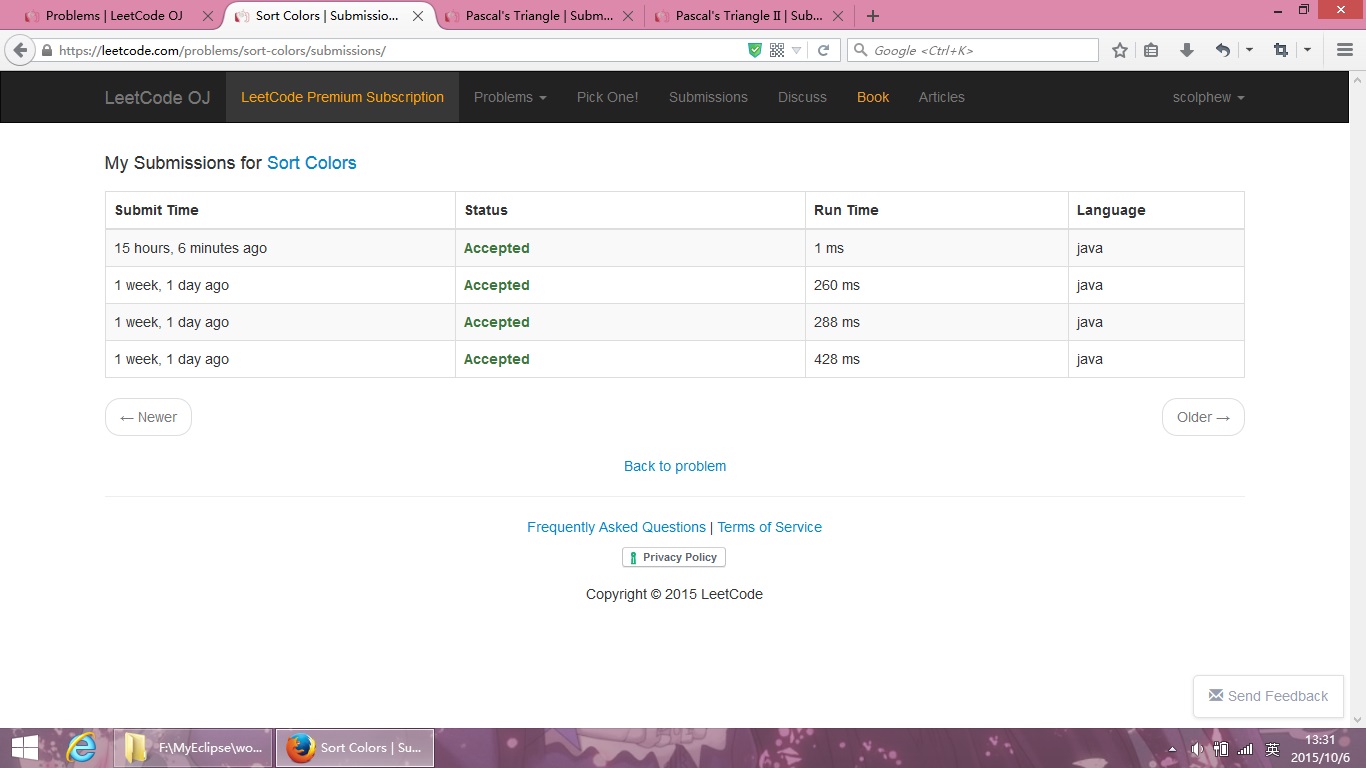 Problems | LeetCode OJ
Sort Colors | Submissio...
Pascal's Triangle | Subm...
Pascal's Triangle II | Sub...
https://leetcode.com/problems/sort-colors/submissions/
Google <Ctrl+K>
LeetCode OJ
LeetCode Premium Subscription
Problems
Pick One!
Submissions
Discuss
Book
Articles
scolphew
My Submissions for Sort Colors
Submit Time Status Run Time Language
15 hours, 6 minutes ago Accepted 1 ms java
1 week, 1 day ago Accepted 260 ms java
1 week, 1 day ago Accepted 288 ms java
1 week, 1 day ago Accepted 428 ms java
← Newer
Older →
Back to problem
Frequently Asked Questions | Terms of Service
Privacy Policy
Copyright © 2015 LeetCode
Send Feedback
F:\MyEclipse\wo...
Sort Colors | Su...
英
13:31
2015/10/6